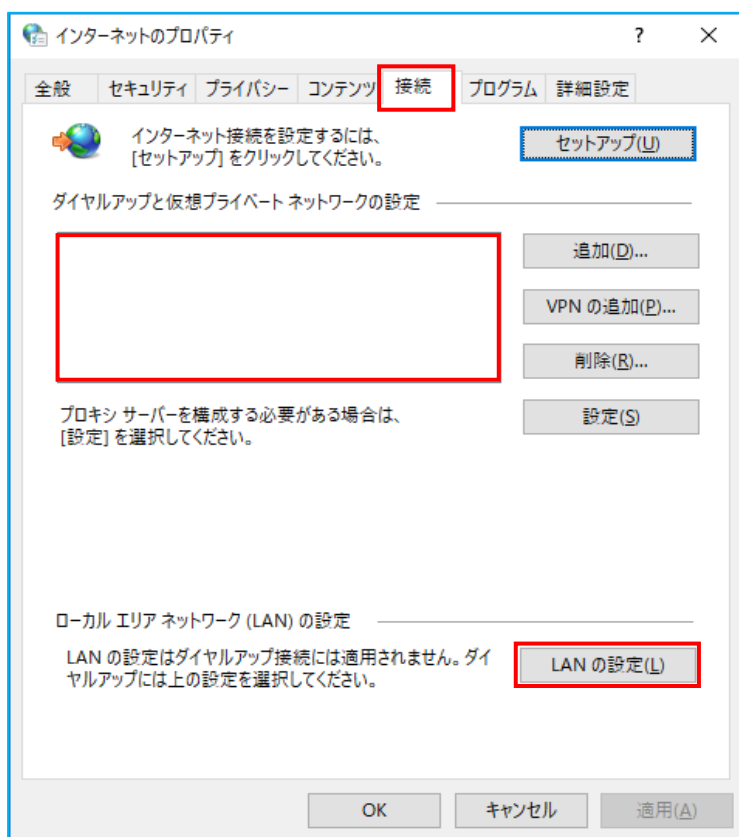 インターネットのプロパティ ?
全般 セキュリティ プライバシー コンテンツ 接続 プログラム 詳細設定
インターネット接続を設定するには、
[セットアップ] をクリックしてください。
セットアップ(U)
ダイヤルアップと仮想プライベート ネットワークの設定
追加(D)...
VPN の追加(P)...
削除(R)...
プロキシ サーバーを構成する必要がある場合は、
[設定] を選択してください。
設定(S)
ローカル エリア ネットワーク (LAN) の設定
LAN の設定はダイヤルアップ接続には適用されません。ダイ
ヤルアップには上の設定を選択してください。
LAN の設定(L)
OK キャンセル 適用(A)